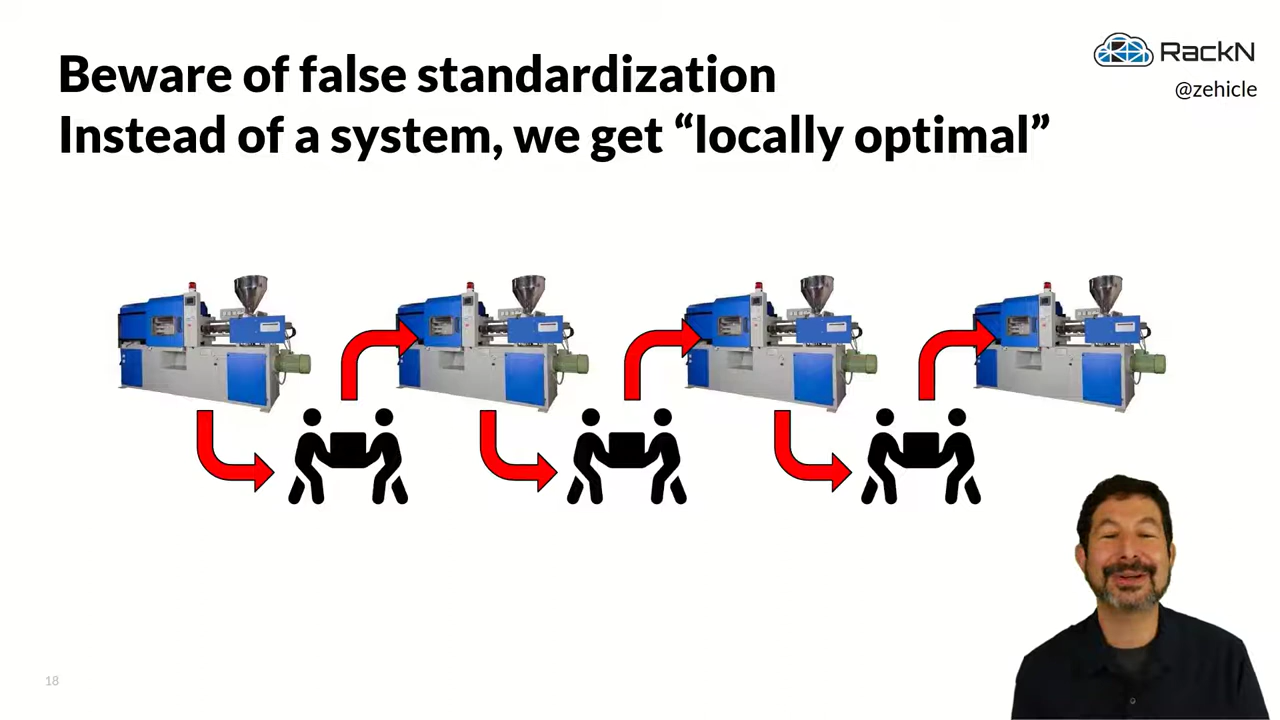 Beware of false standardization
Instead of a system, we get “locally optimal”
RackN
@zehicle
18